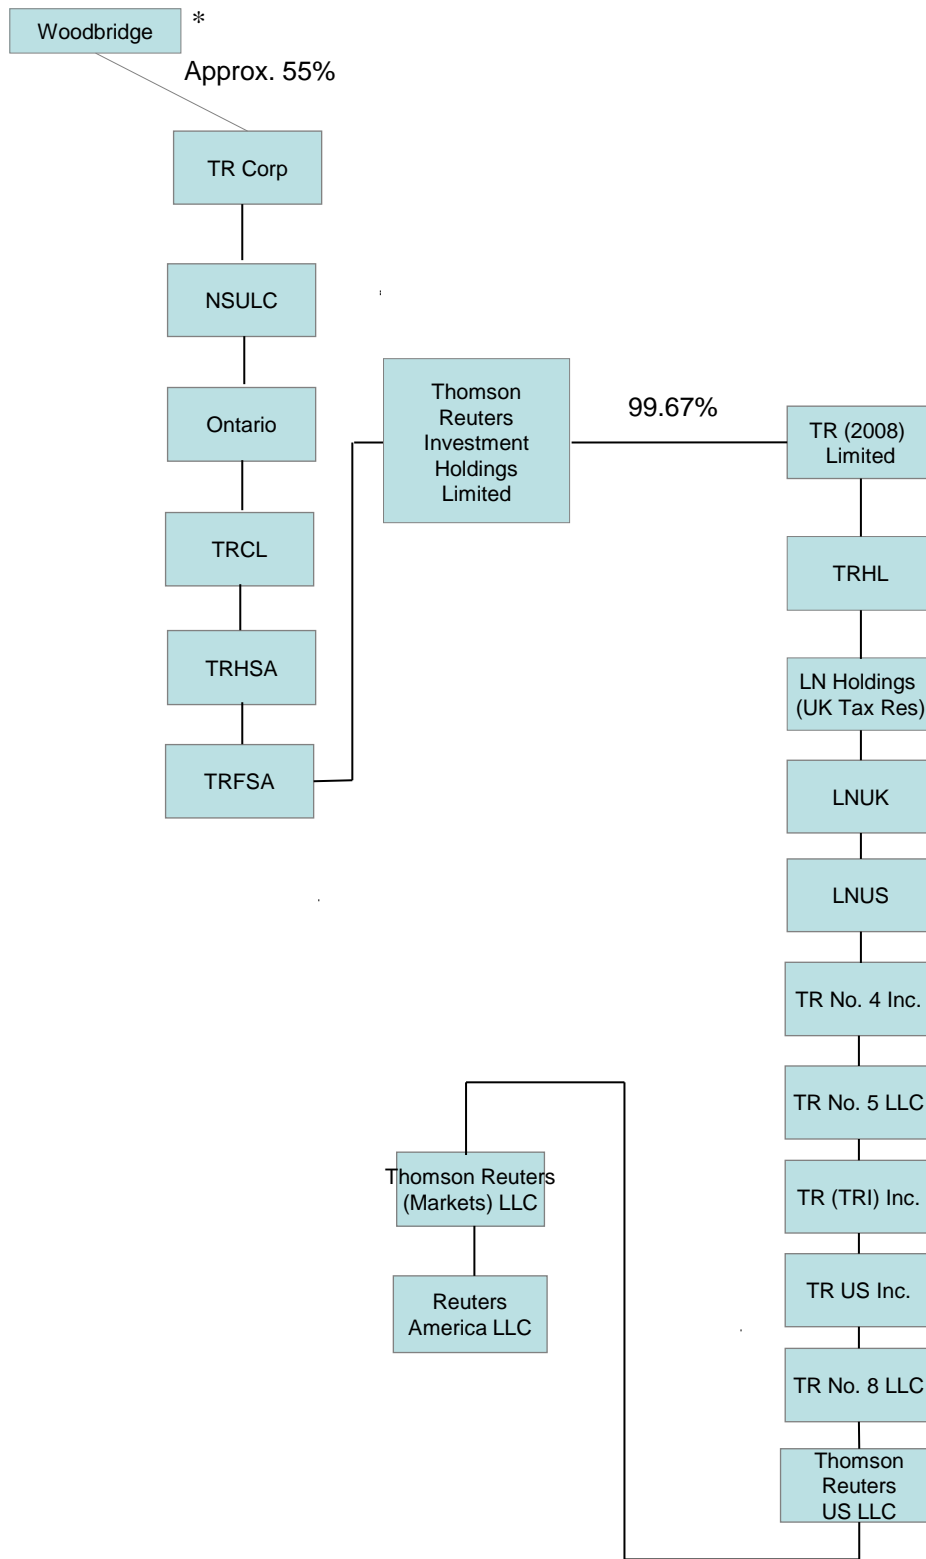 Woodbridge
*
Approx. 55%
TR Corp
NSULC
Ontario
TRCL
TRHSA
TRFSA
Thomson
Reuters
Investment
Holdings
Limited
99.67%
TR (2008)
Limited
TRHL
LN Holdings
(UK Tax Res)
LNUK
LNUS
TR No. 4 Inc.
TR No. 5 LLC
TR (TRI) Inc.
TR US Inc.
TR No. 8 LLC
Thomson
Reuters
US LLC
Thomson Reuters
(Markets) LLC
Reuters
America LLC